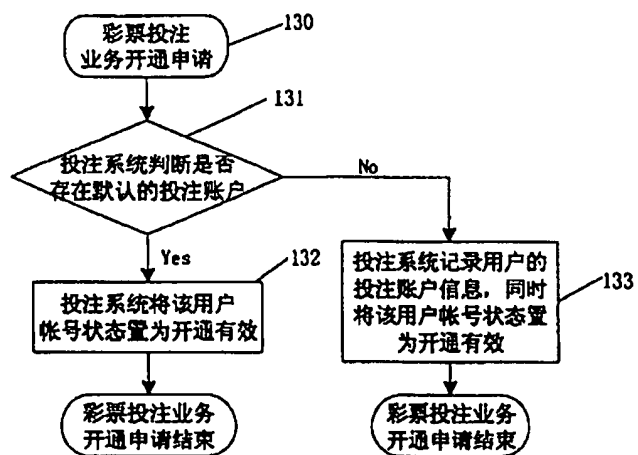 彩票投注
业务开通申请
130
131
投注系统判断是否
存在默认的投注账户
No
Yes
132
投注系统将该用户
帐号状态置为开通有效
投注系统记录用户的
投注账户信息，同时
将该用户帐号状态置
为开通有效
133
彩票投注业务
开通申请结束
彩票投注业务
开通申请结束